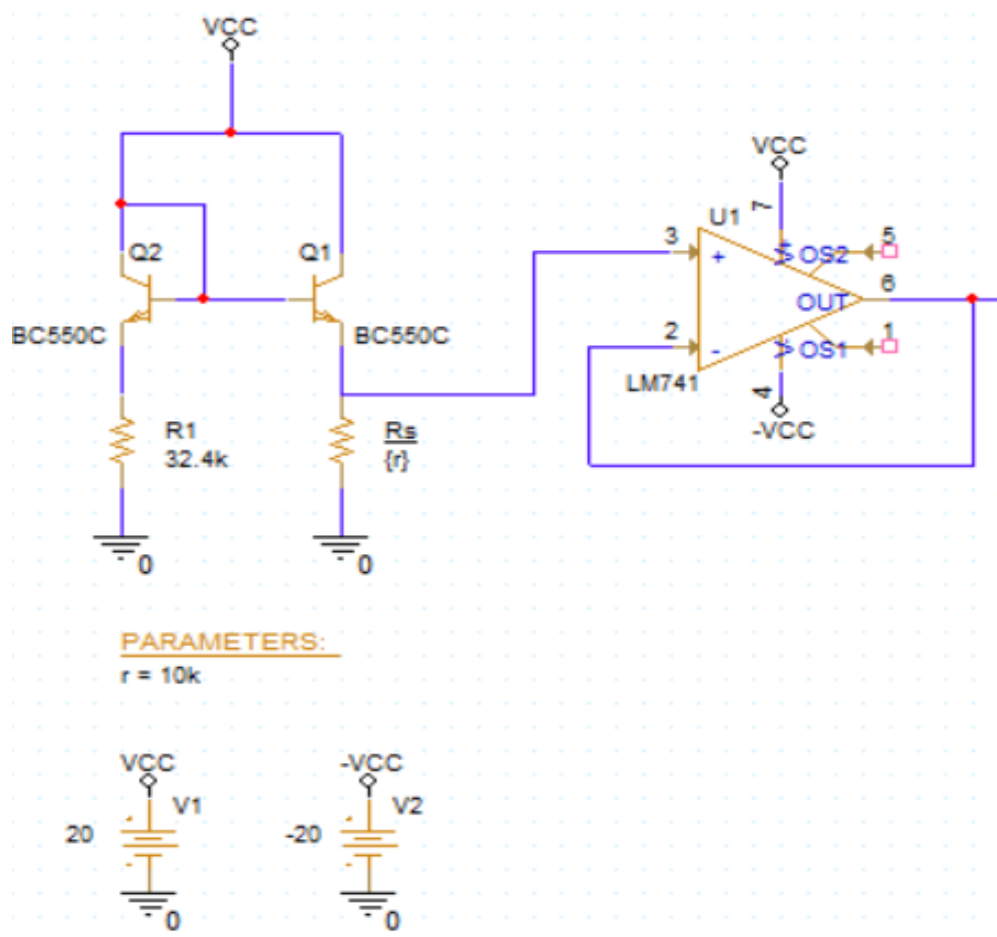 VCC
VCC
U1
7
Q2
Q1
3
5
+
V+
OS2
6
OUT
BC550C
BC550C
2
1
-
V-
OS1
LM741
4
R1
32.4k
Rs
{r}
-VCC
0
0
PARAMETERS:
r = 10k
VCC
-VCC
V1
V2
20
-20
0
0